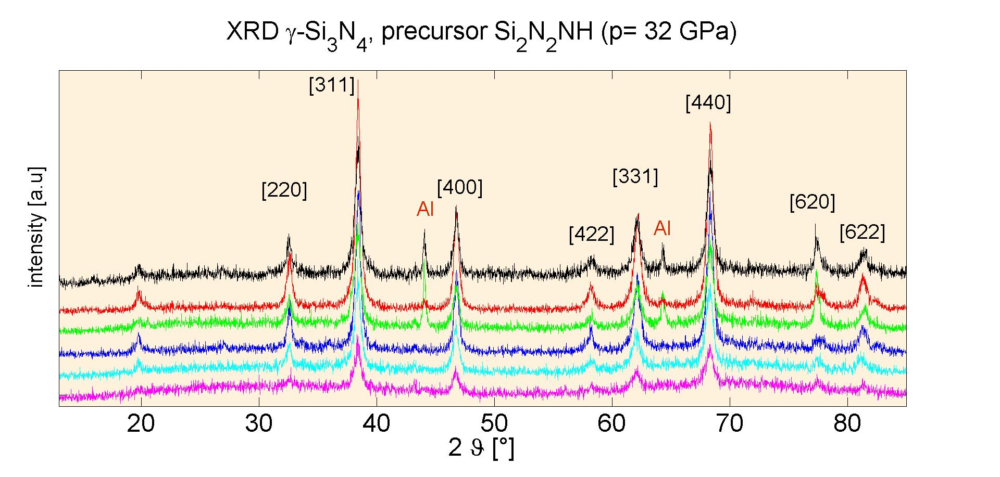 XRD γ-Si₃N₄, precursor Si₂N₂NH (p= 32 GPa)
[311]
[440]
[331]
[220]
[400]
[620]
Al
[422]
Al
[622]
intensity [a.u]
20 30 40 50 60 70 80
2 ϑ [°]